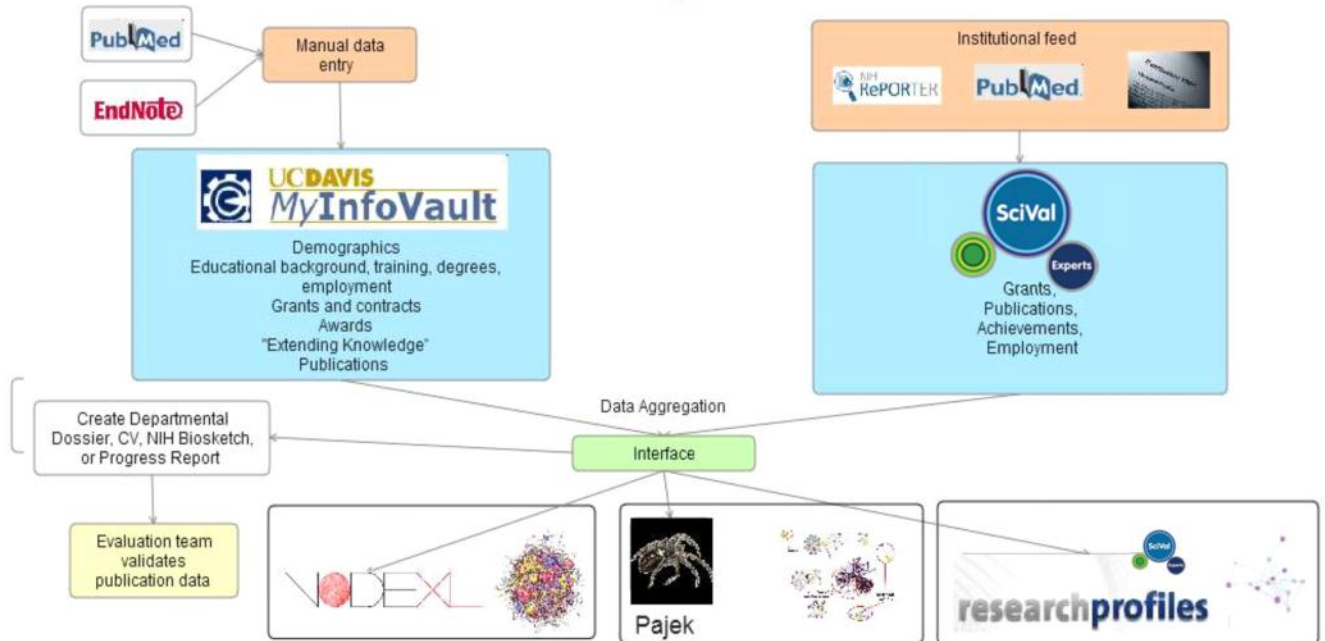 PubMed
EndNote
Manual data
entry
Institutional feed
NIH
RePORTER
PubMed
UCDAVIS
MyInfoVault
Demographics
Educational background, training, degrees,
employment
Grants and contracts
Awards
"Extending Knowledge"
Publications
SciVal
Experts
Grants,
Publications,
Achievements,
Employment
Data Aggregation
Create Departmental
Dossier, CV, NIH Biosketch,
or Progress Report
Interface
Evaluation team
validates
publication data
NODEXL
Pajek
SciVal
Experts
researchprofiles